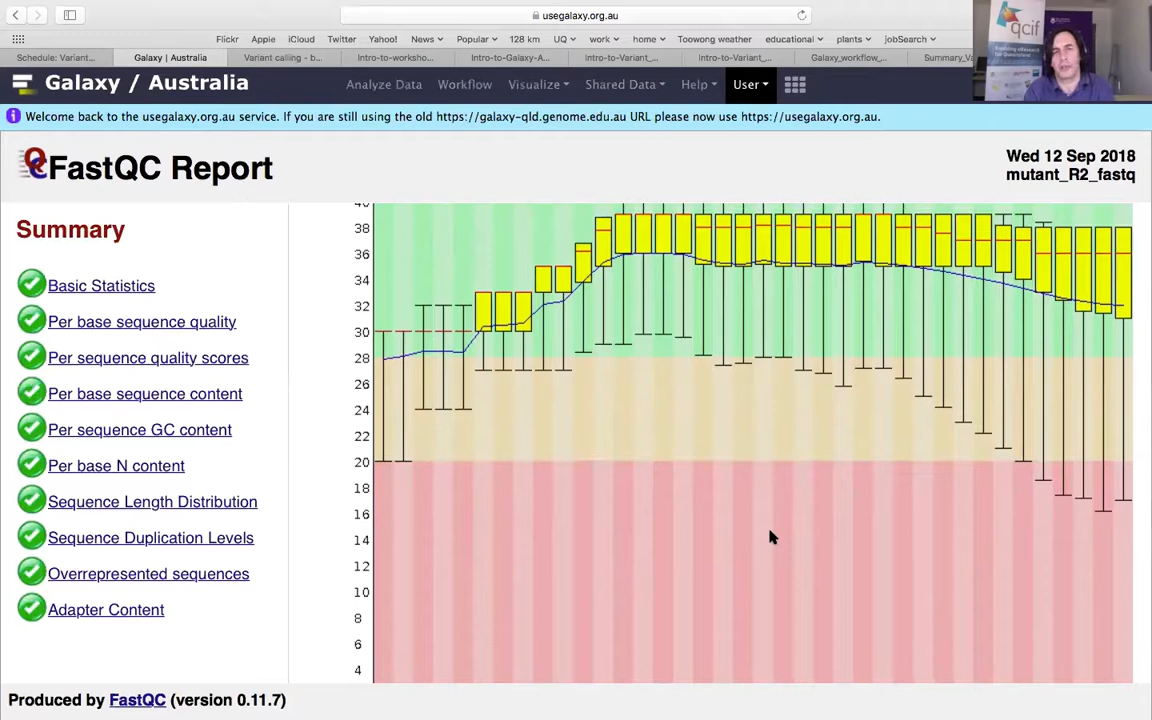 usegalaxy.org.au
Flickr Apple iCloud Twitter Yahoo! News Popular 128 km UQ work home Toowong weather educational plants jobSearch
Schedule: Variant... Galaxy | Australia Variant calling - b... Intro-to-worksho... Intro-to-Galaxy-A... Intro-to-Variant_... Intro-to-Variant_... Galaxy_workflow_... Summary_Va
Galaxy / Australia Analyze Data Workflow Visualize Shared Data Help User
Welcome back to the usegalaxy.org.au service. If you are still using the old https://galaxy-qld.genome.edu.au URL please now use https://usegalaxy.org.au.
FastQC Report
Wed 12 Sep 2018
mutant_R2_fastq
Summary
Basic Statistics
Per base sequence quality
Per sequence quality scores
Per base sequence content
Per sequence GC content
Per base N content
Sequence Length Distribution
Sequence Duplication Levels
Overrepresented sequences
Adapter Content
40
38
36
34
32
30
28
26
24
22
20
18
16
14
12
10
8
6
4
Produced by FastQC (version 0.11.7)
qcif